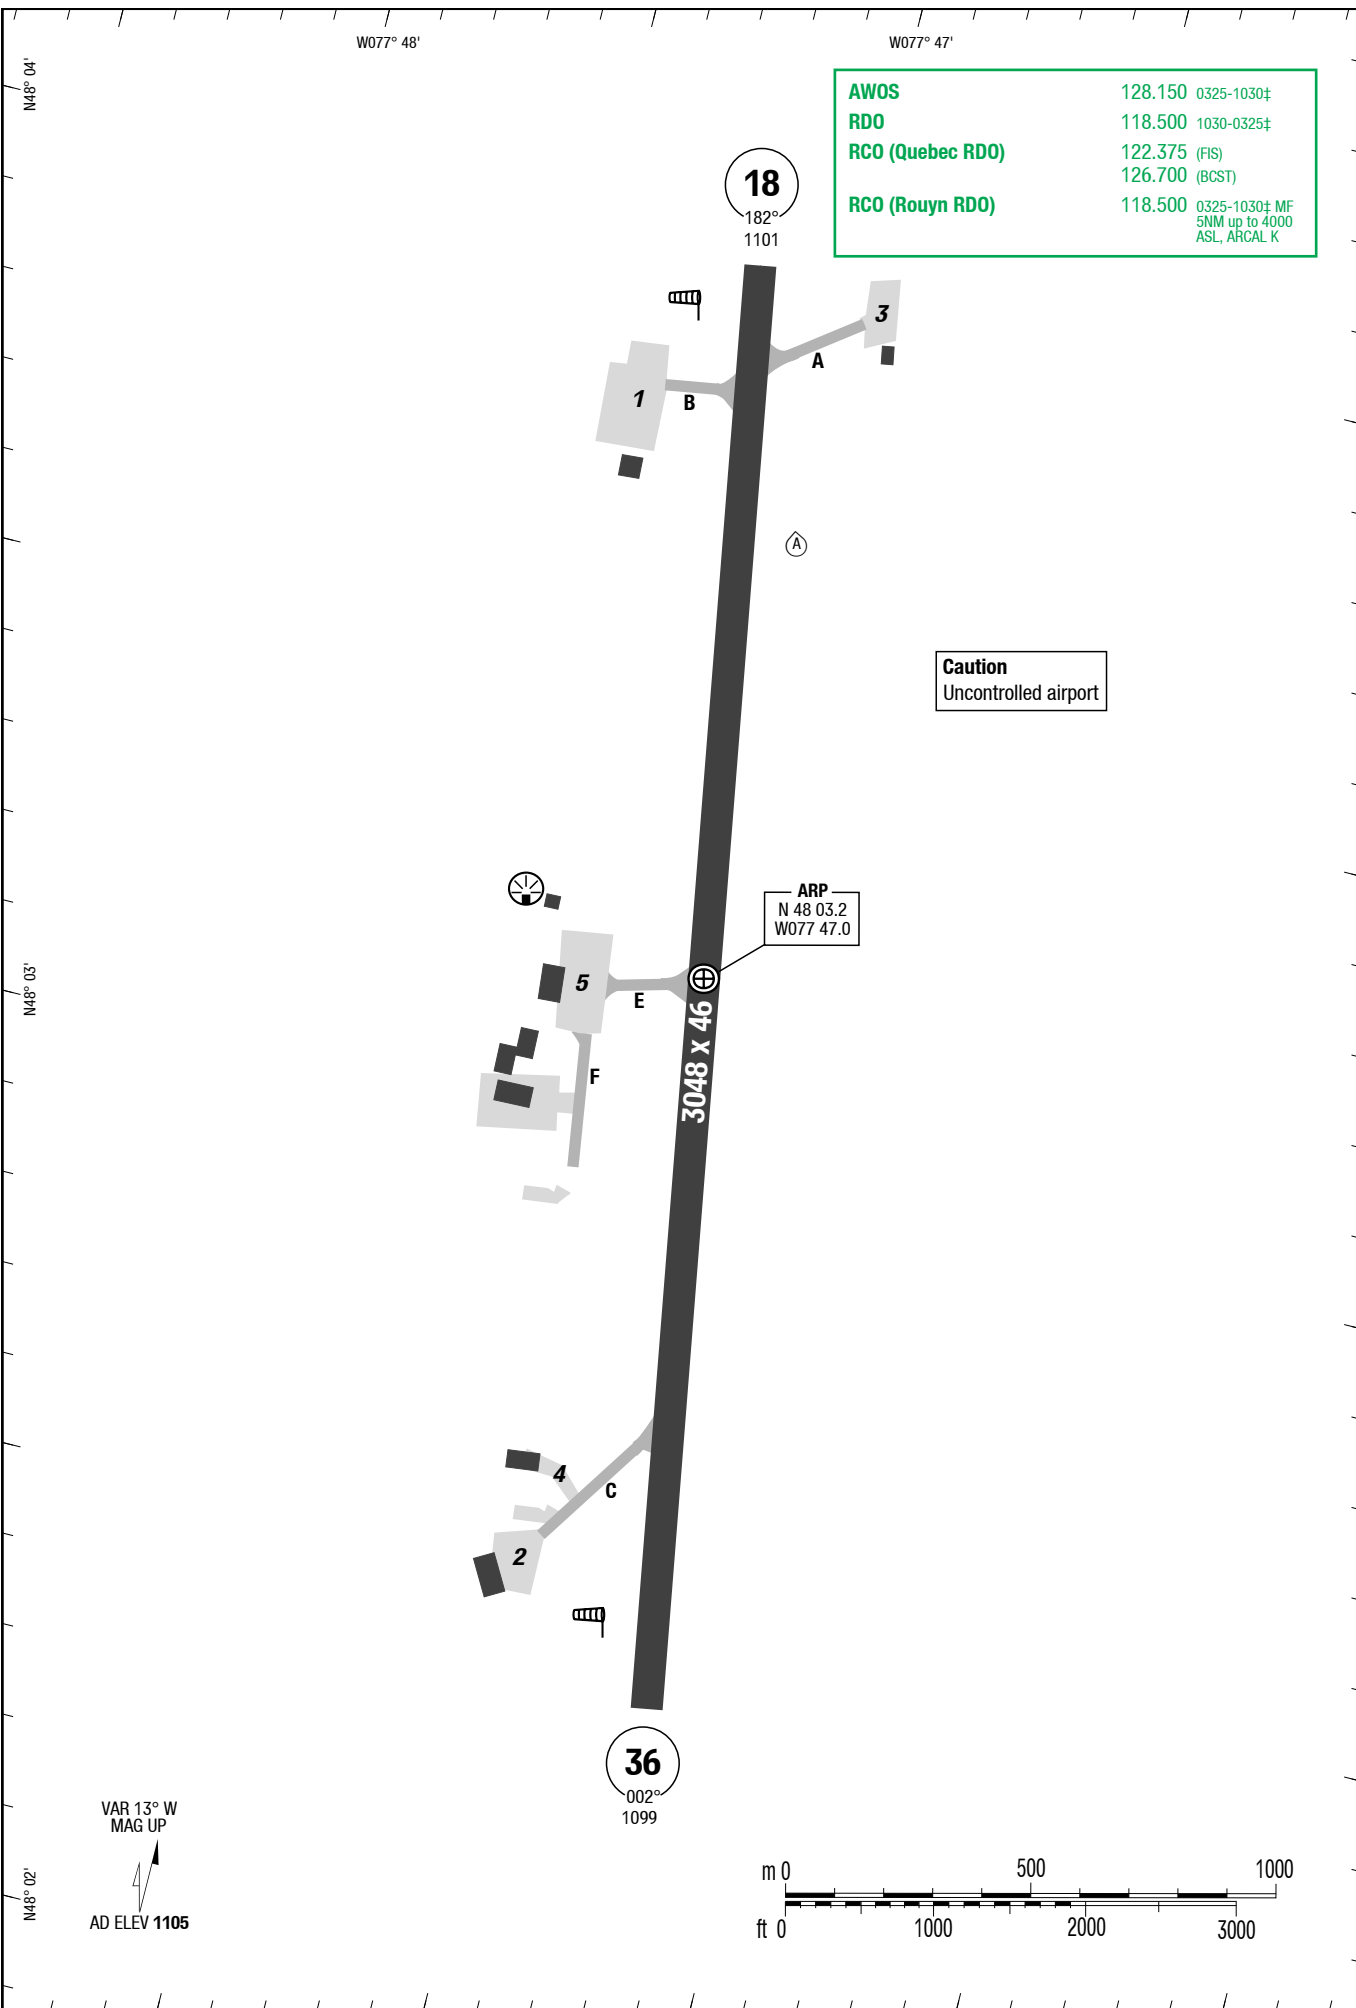 W077° 48'
W077° 47'
N48° 04'
AWOS 128.150 0325-1030‡
RDO 118.500 1030-0325‡
RCO (Quebec RDO) 122.375 (FIS)
126.700 (BCST)
RCO (Rouyn RDO) 118.500 0325-1030‡ MF
5NM up to 4000
ASL, ARCAL K
18
182°
1101
3
A
1
B
A
Caution
Uncontrolled airport
ARP
N 48 03.2
W077 47.0
N48° 03'
5
E
3048 x 46
F
4
C
2
36
002°
1099
VAR 13° W
MAG UP
AD ELEV 1105
N48° 02'
m 0 500 1000
ft 0 1000 2000 3000